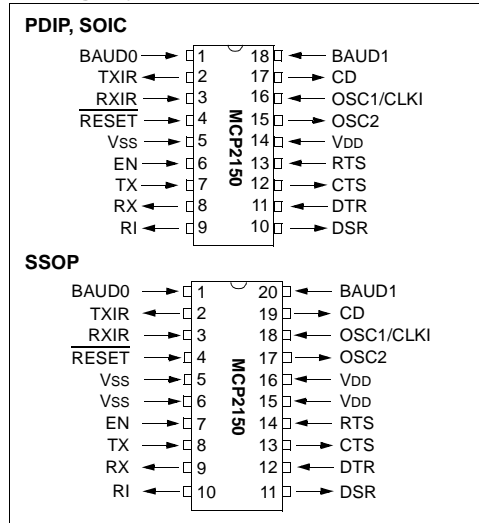 PDIP, SOIC
BAUD0 1 18 BAUD1
TXIR 2 17 CD
RXIR 3 16 OSC1/CLKI
RESET 4 15 OSC2
VSS 5 14 VDD
EN 6 13 RTS
TX 7 12 CTS
RX 8 11 DTR
RI 9 10 DSR
MCP2150
SSOP
BAUD0 1 20 BAUD1
TXIR 2 19 CD
RXIR 3 18 OSC1/CLKI
RESET 4 17 OSC2
VSS 5 16 VDD
VSS 6 15 VDD
EN 7 14 RTS
TX 8 13 CTS
RX 9 12 DTR
RI 10 11 DSR
MCP2150